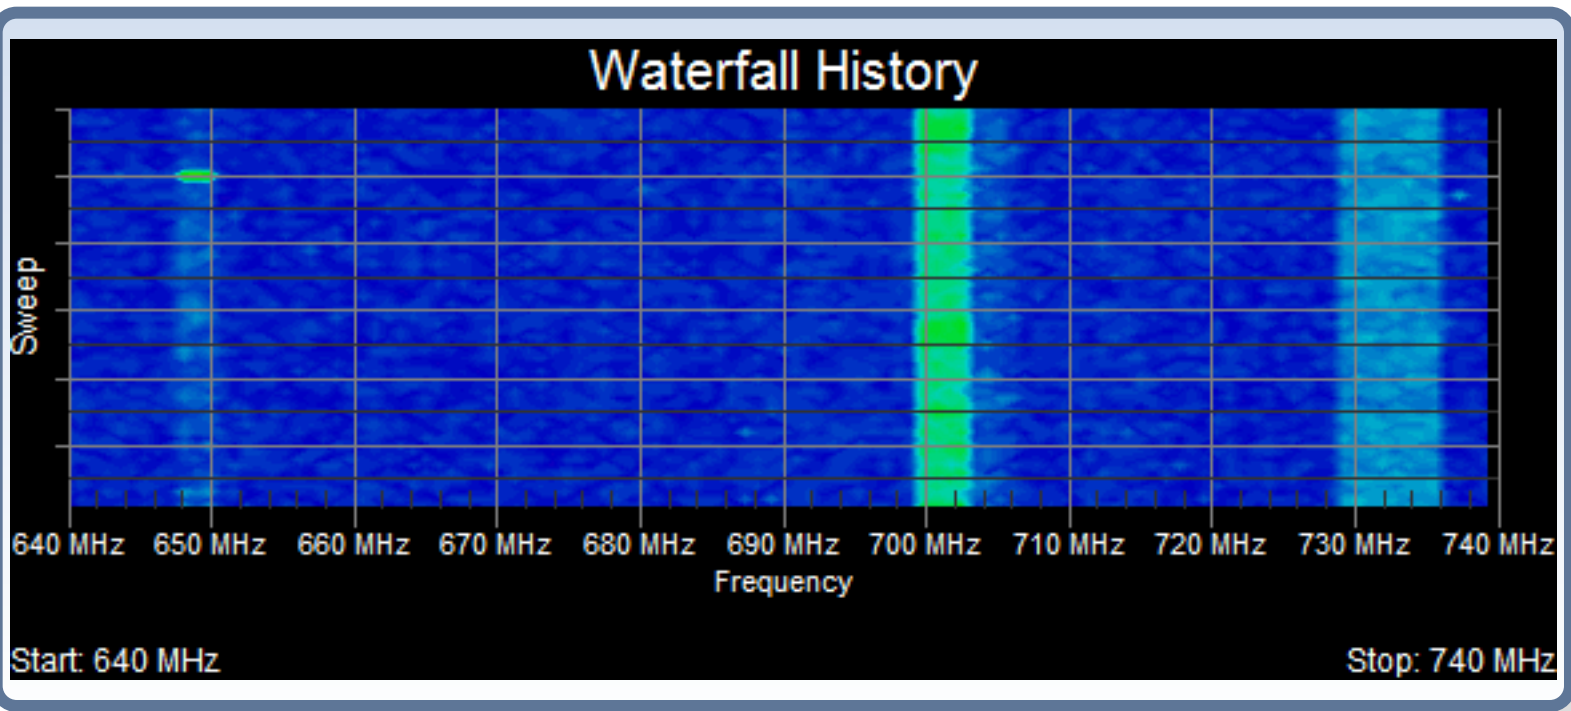 Waterfall History
Sweep
640 MHz 650 MHz 660 MHz 670 MHz 680 MHz 690 MHz 700 MHz 710 MHz 720 MHz 730 MHz 740 MHz
Frequency
Start: 640 MHz Stop: 740 MHz